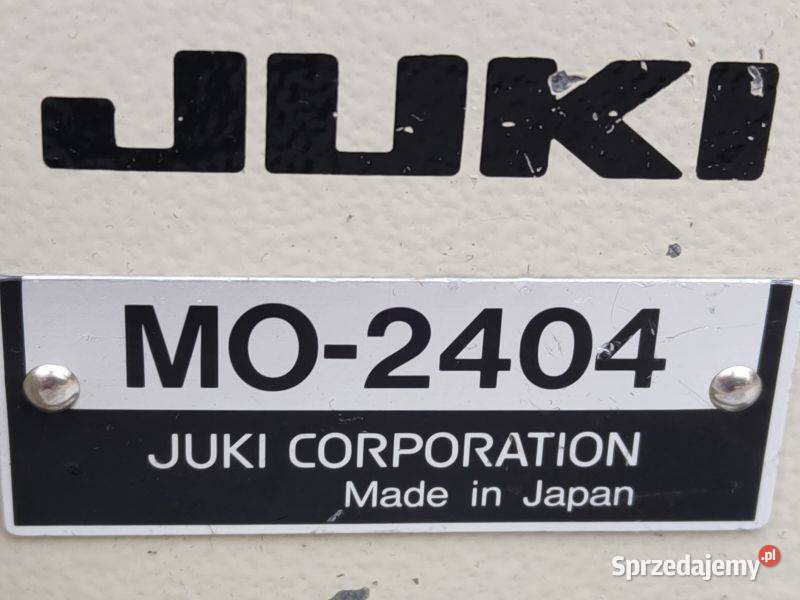 JUKI
MO-2404
JUKI CORPORATION
Made in Japan
Sprzedajemy.pl